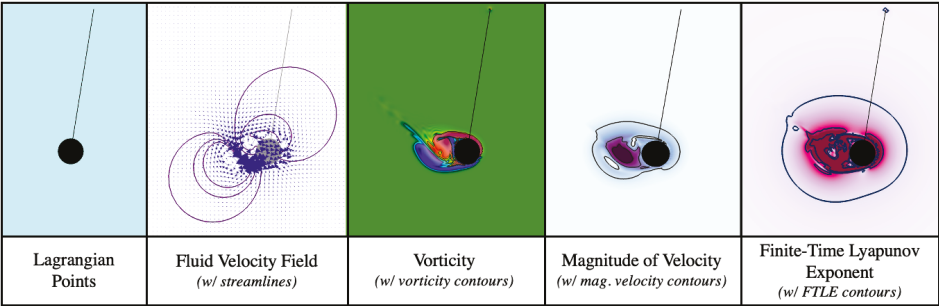 Lagrangian
Points
Fluid Velocity Field
(w/ streamlines)
Vorticity
(w/ vorticity contours)
Magnitude of Velocity
(w/ mag. velocity contours)
Finite-Time Lyapunov
Exponent
(w/ FTLE contours)